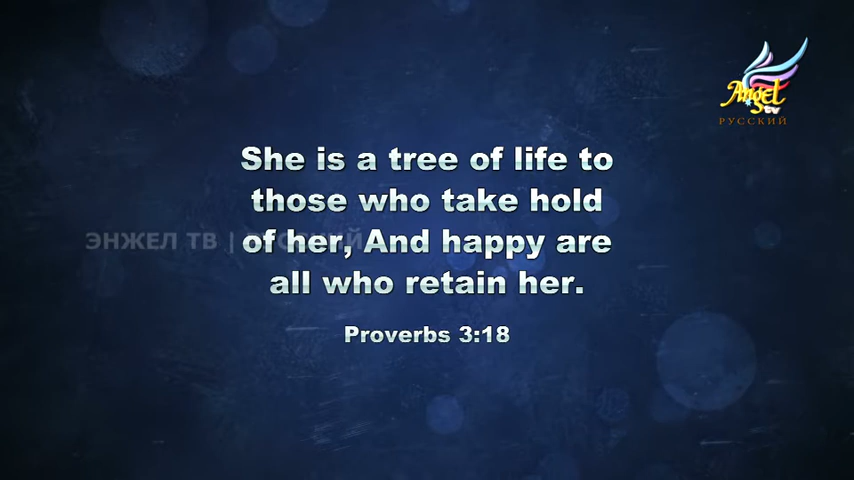 Angel
tv
РУССКИЙ
She is a tree of life to
those who take hold
ЭНЖЕЛ ТВ | РУССКИЙ
of her, And happy are
all who retain her.
Proverbs 3:18